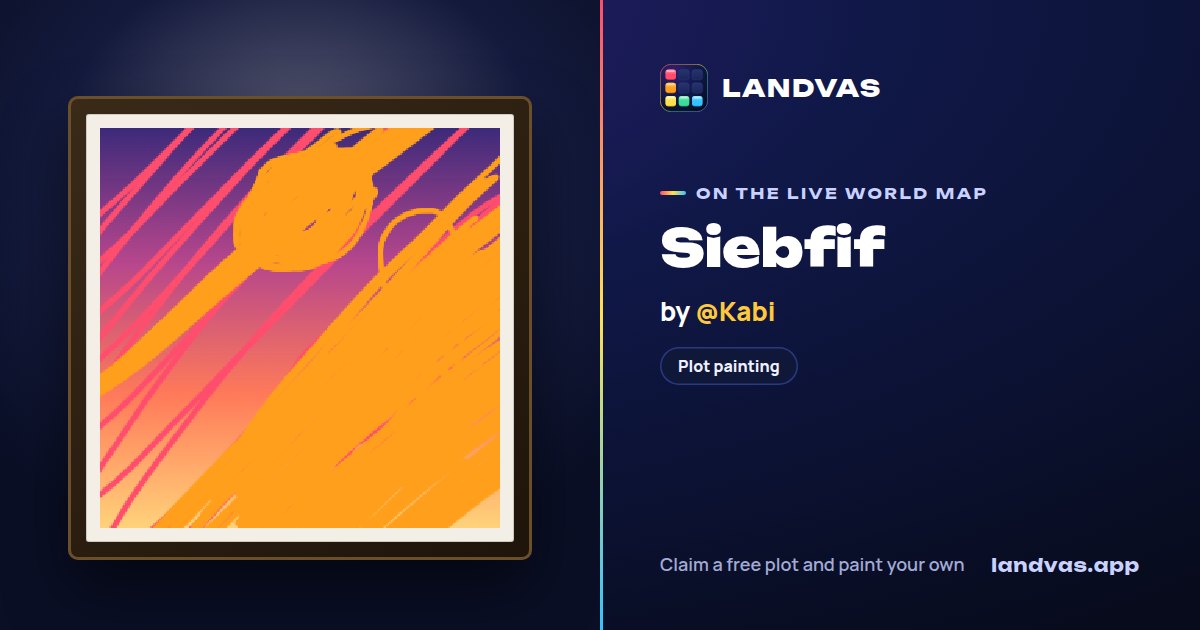 LANDVAS
ON THE LIVE WORLD MAP
Siebfif
by @Kabi
Plot painting
Claim a free plot and paint your own landvas.app